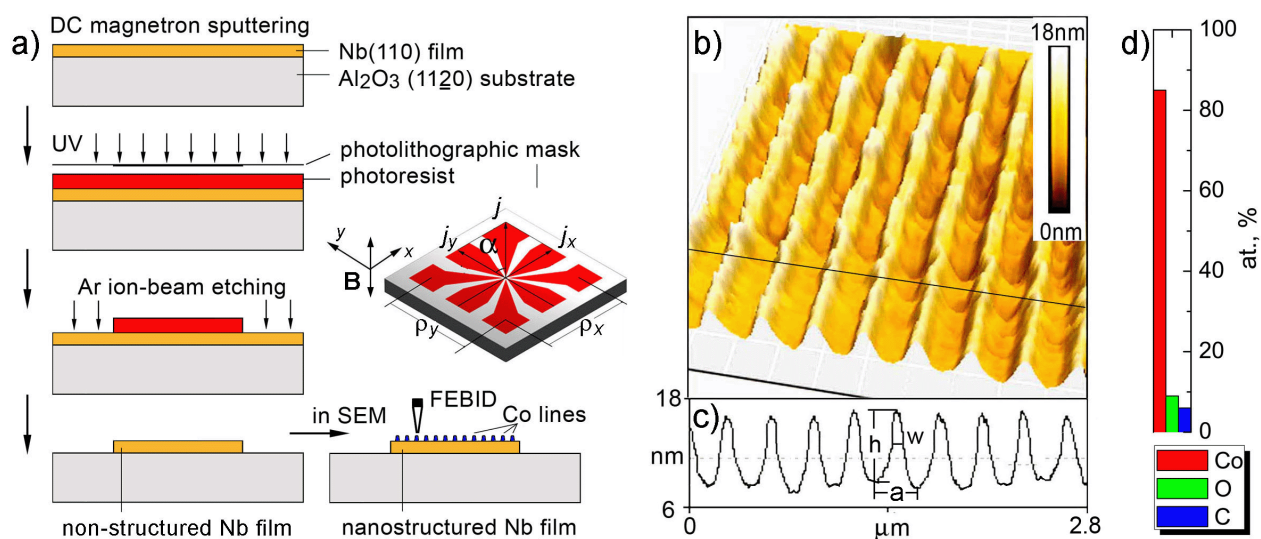 a)
DC magnetron sputtering
Nb(110) film
Al2O3 (1120) substrate
UV
photolithographic mask
photoresist
y
x
B
j
jy
α
jx
ρy
ρx
Ar ion-beam etching
in SEM
FEBID
Co lines
non-structured Nb film
nanostructured Nb film
b)
18nm
0nm
c)
18
nm
6
h
w
a
0
μm
2.8
d)
100
80
60
40
20
0
at., %
Co
O
C